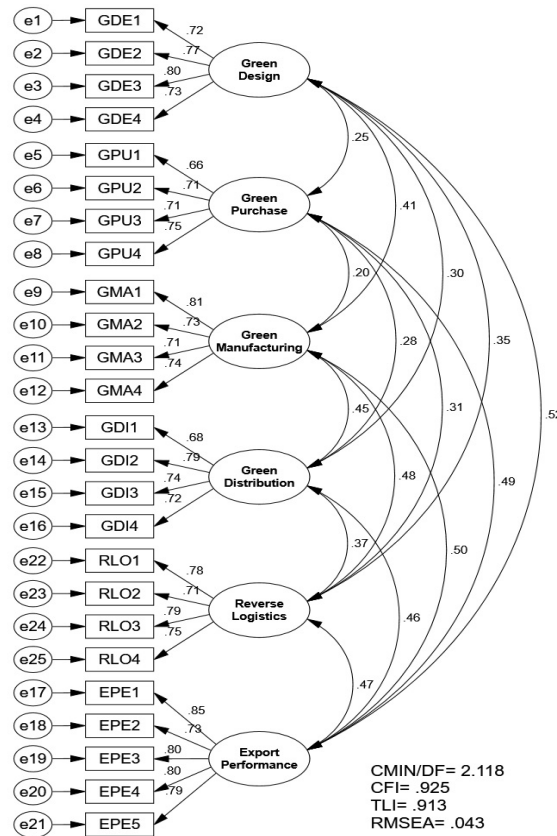 e1 GDE1
.72
e2 GDE2
.77
e3 GDE3
.80
e4 GDE4
.73
Green
Design
.25
e5 GPU1
.66
e6 GPU2
.71
e7 GPU3
.71
e8 GPU4
.75
Green
Purchase
.41
.20
.30
e9 GMA1
.81
e10 GMA2
.73
e11 GMA3
.71
e12 GMA4
.74
Green
Manufacturing
.28
.35
.45
.31
.52
e13 GDI1
.68
e14 GDI2
.79
e15 GDI3
.74
e16 GDI4
.72
Green
Distribution
.48
.49
.37
.50
e22 RLO1
.78
e23 RLO2
.71
e24 RLO3
.79
e25 RLO4
.75
Reverse
Logistics
.46
.47
e17 EPE1
.85
e18 EPE2
.73
e19 EPE3
.80
e20 EPE4
.80
e21 EPE5
.79
Export
Performance
CMIN/DF= 2.118
CFI= .925
TLI= .913
RMSEA= .043